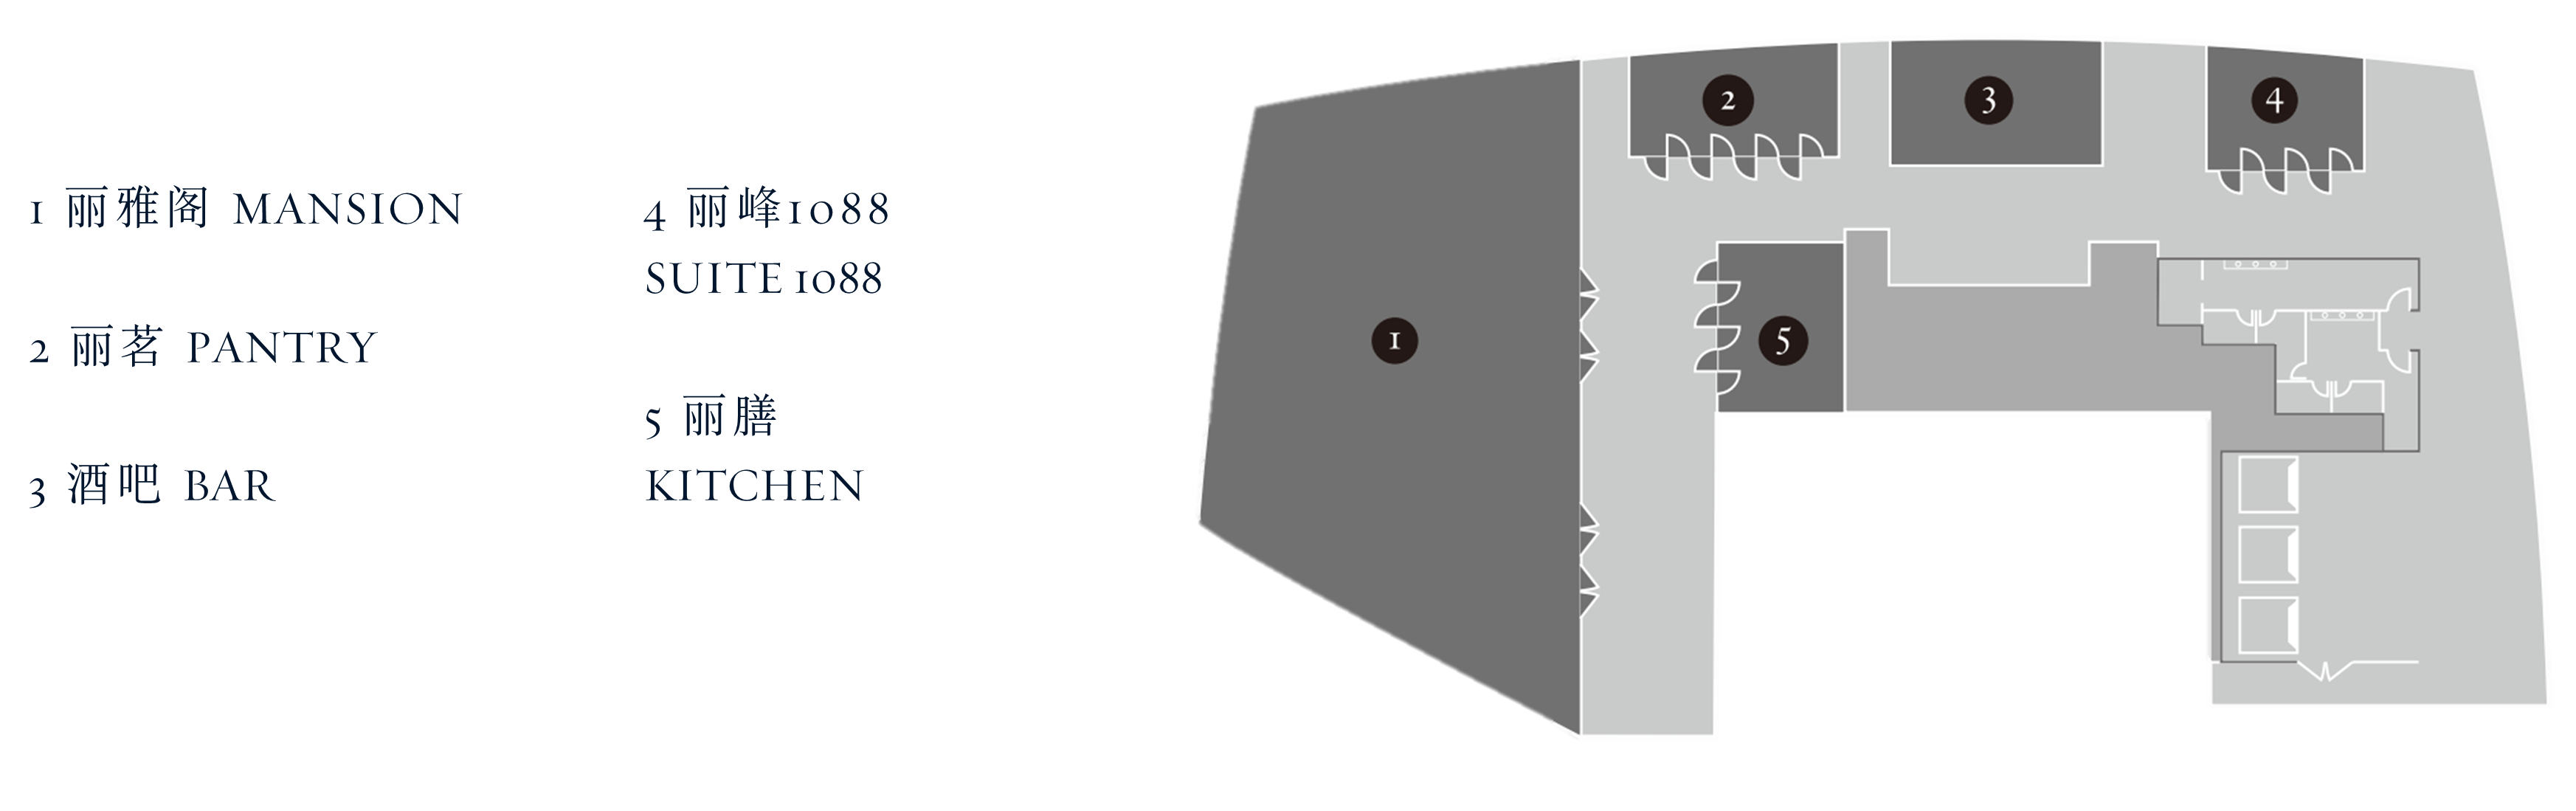 1 丽雅阁 MANSION
2 丽茗 PANTRY
3 酒吧 BAR
4 丽峰1088
SUITE 1088
5 丽膳
KITCHEN
1
2
3
4
5